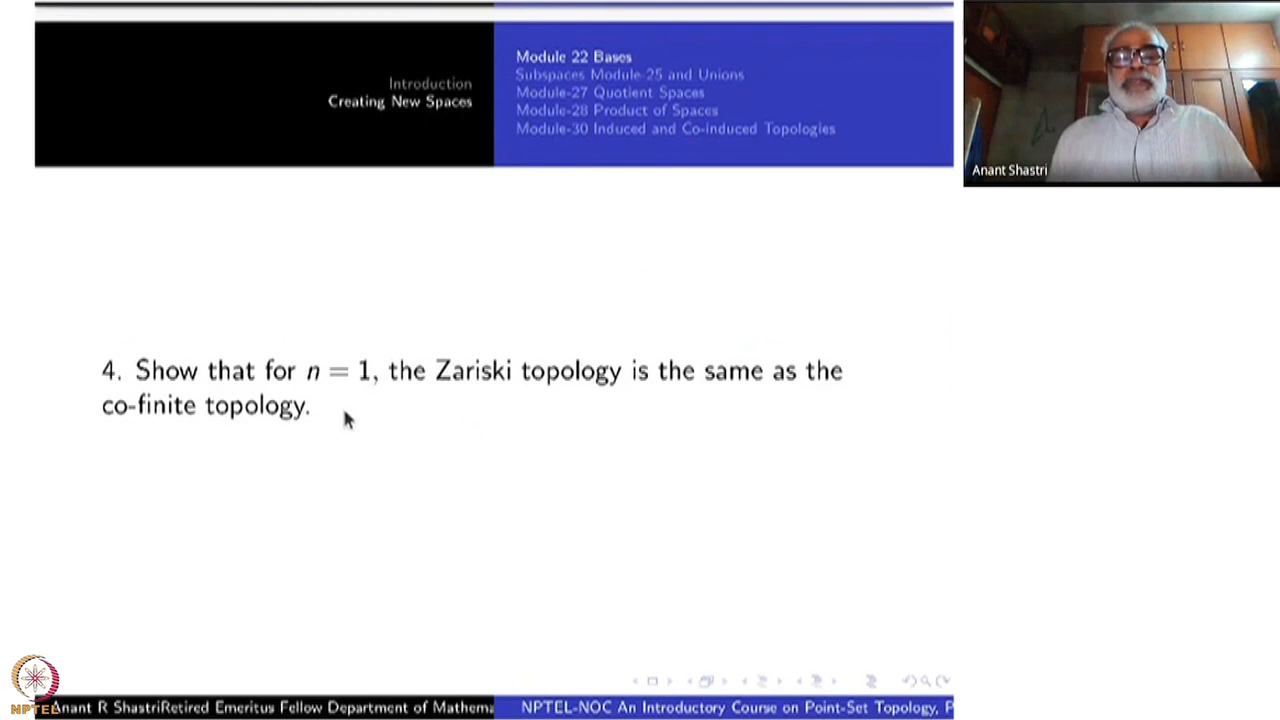 Introduction
Creating New Spaces
Module 22 Bases
Subspaces Module-25 and Unions
Module-27 Quotient Spaces
Module-28 Product of Spaces
Module-30 Induced and Co-induced Topologies
Anant Shastri
4. Show that for n = 1, the Zariski topology is the same as the
co-finite topology.
NPTEL
Anant R ShastriRetired Emeritus Fellow Department of Mathema
NPTEL-NOC An Introductory Course on Point-Set Topology, P